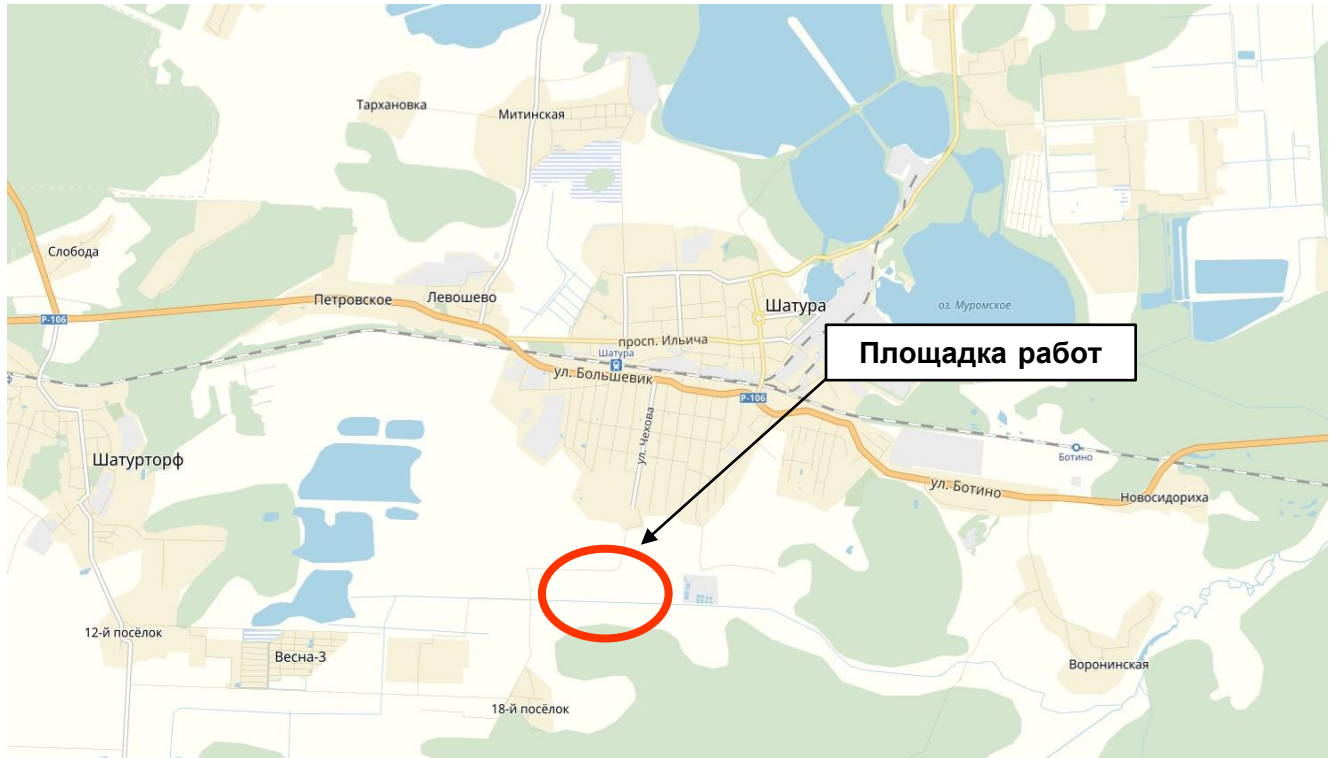 Тархановка
Митинская
Слобода
Петровское
Левошево
Шатура
оз. Муромское
Р-106
просп. Ильича
Шатура
Площадка работ
ул. Большевик
Р-106
ул. Чехова
Шатурторф
Ботино
ул. Ботино
Новосидориха
12-й посёлок
Весна-3
Воронинская
18-й посёлок